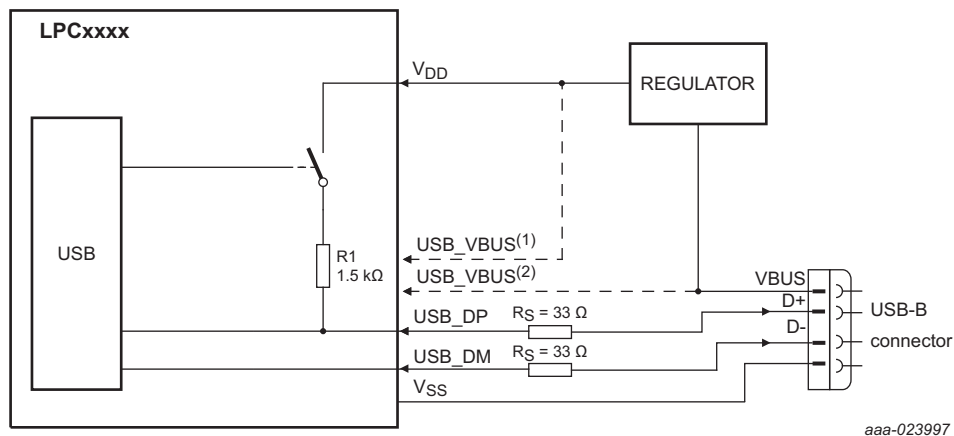 LPCxxxx
VDD
REGULATOR
USB
R1
1.5 kΩ
USB_VBUS(1)
USB_VBUS(2)
VBUS
D+
USB-B
USB_DP
RS = 33 Ω
D-
connector
USB_DM
RS = 33 Ω
VSS
aaa-023997